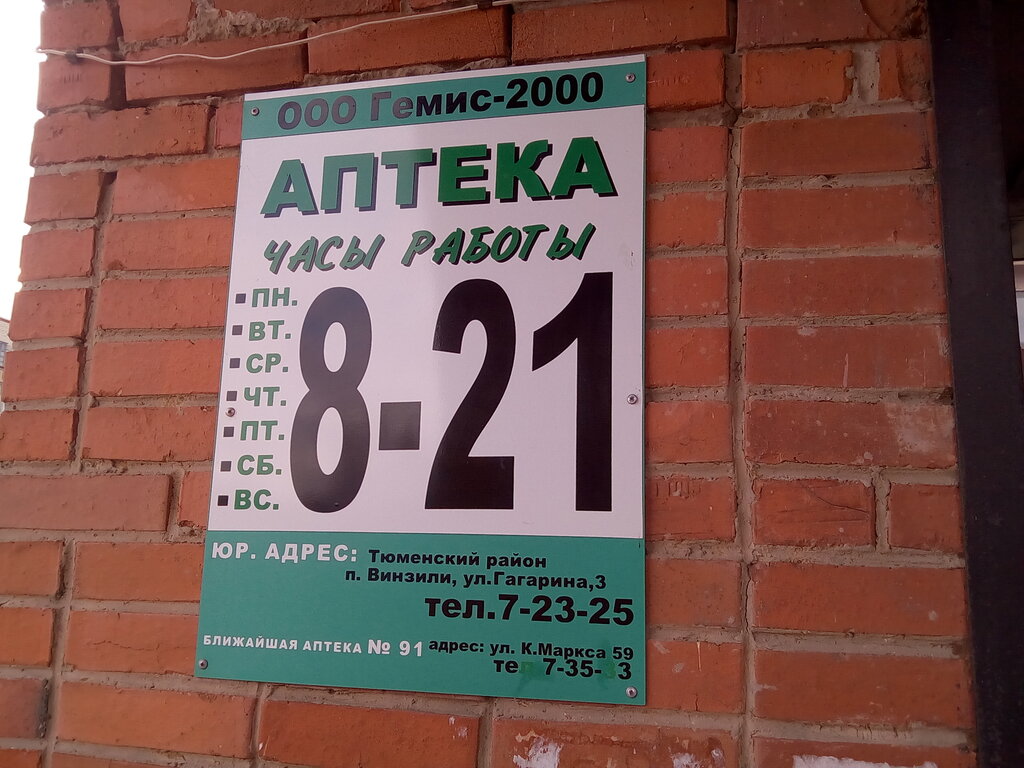 ООО Гемис-2000
АПТЕКА
ЧАСЫ РАБОТЫ
ПН.
ВТ.
СР.
ЧТ.
ПТ.
СБ.
ВС.
8-21
ЮР. АДРЕС: Тюменский район
п. Винзили, ул.Гагарина,3
тел.7-23-25
БЛИЖАЙШАЯ АПТЕКА № 91 адрес: ул. К.Маркса 59